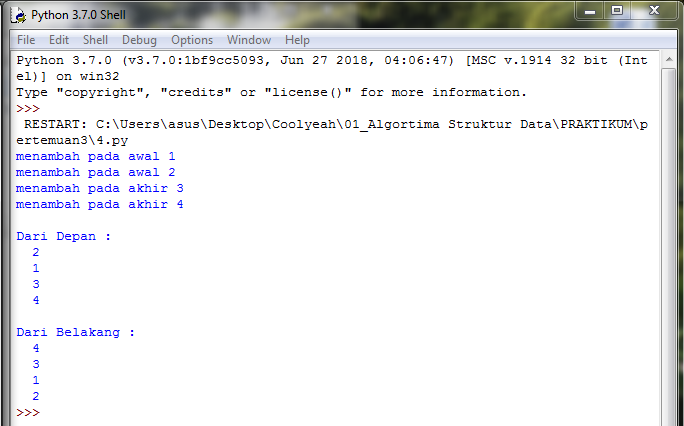 Python 3.7.0 Shell
File Edit Shell Debug Options Window Help
Python 3.7.0 (v3.7.0:1bf9cc5093, Jun 27 2018, 04:06:47) [MSC v.1914 32 bit (Int
el)] on win32
Type "copyright", "credits" or "license()" for more information.
>>>
 RESTART: C:\Users\asus\Desktop\Coolyeah\01_Algortima Struktur Data\PRAKTIKUM\p
ertemuan3\4.py
menambah pada awal 1
menambah pada awal 2
menambah pada akhir 3
menambah pada akhir 4

Dari Depan :
  2
  1
  3
  4

Dari Belakang :
  4
  3
  1
  2
>>>